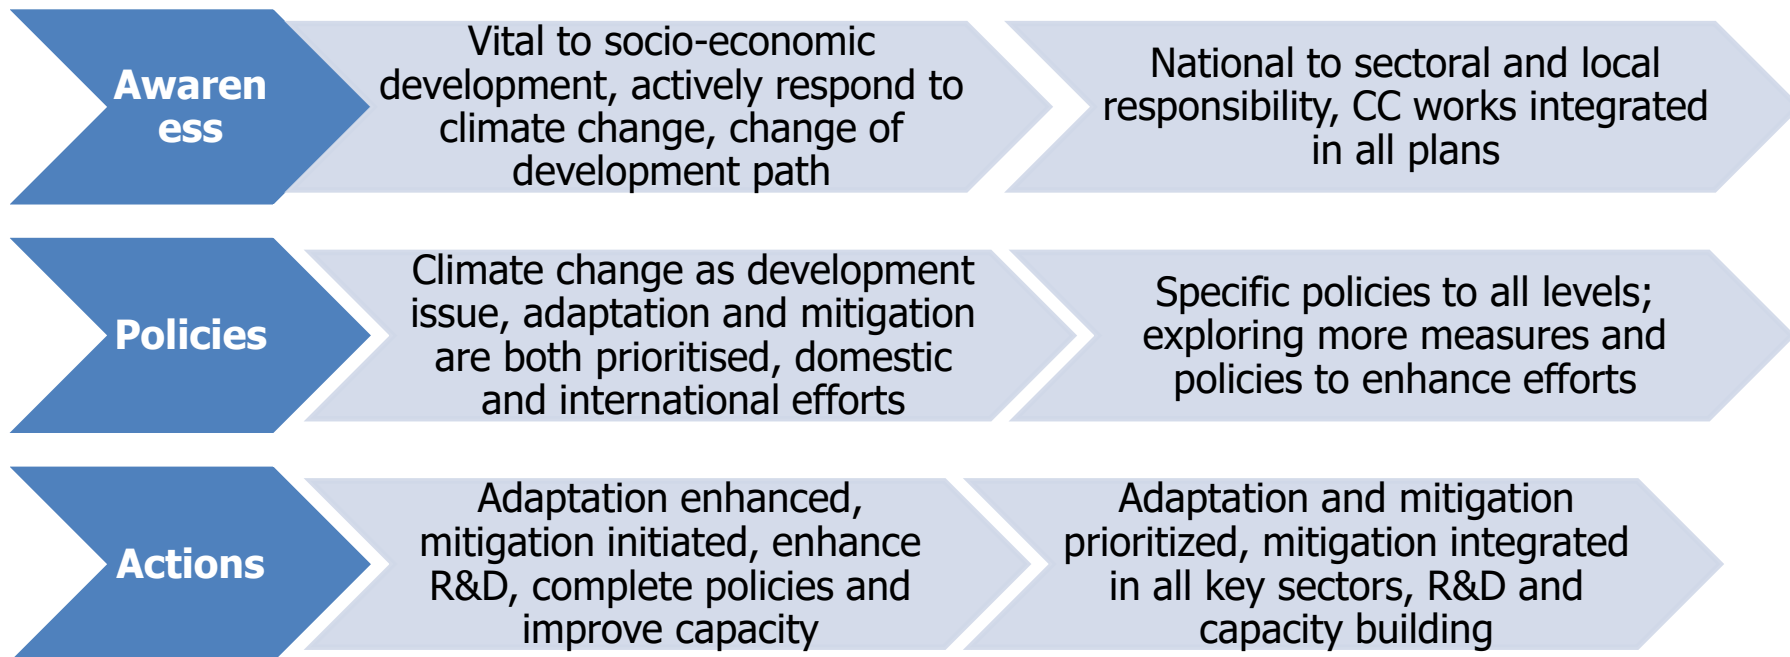 Awaren
ess
Vital to socio-economic
development, actively respond to
climate change, change of
development path
National to sectoral and local
responsibility, CC works integrated
in all plans
Policies
Climate change as development
issue, adaptation and mitigation
are both prioritised, domestic
and international efforts
Specific policies to all levels;
exploring more measures and
policies to enhance efforts
Actions
Adaptation enhanced,
mitigation initiated, enhance
R&D, complete policies and
improve capacity
Adaptation and mitigation
prioritized, mitigation integrated
in all key sectors, R&D and
capacity building